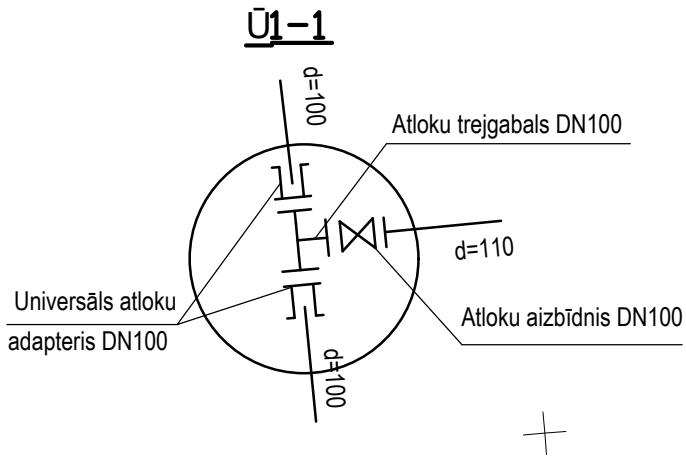 Ū1-1
d=100
Atloku trejgabals DN100
d=110
Universāls atloku
adapteris DN100
Atloku aizbīdnis DN100
d=100